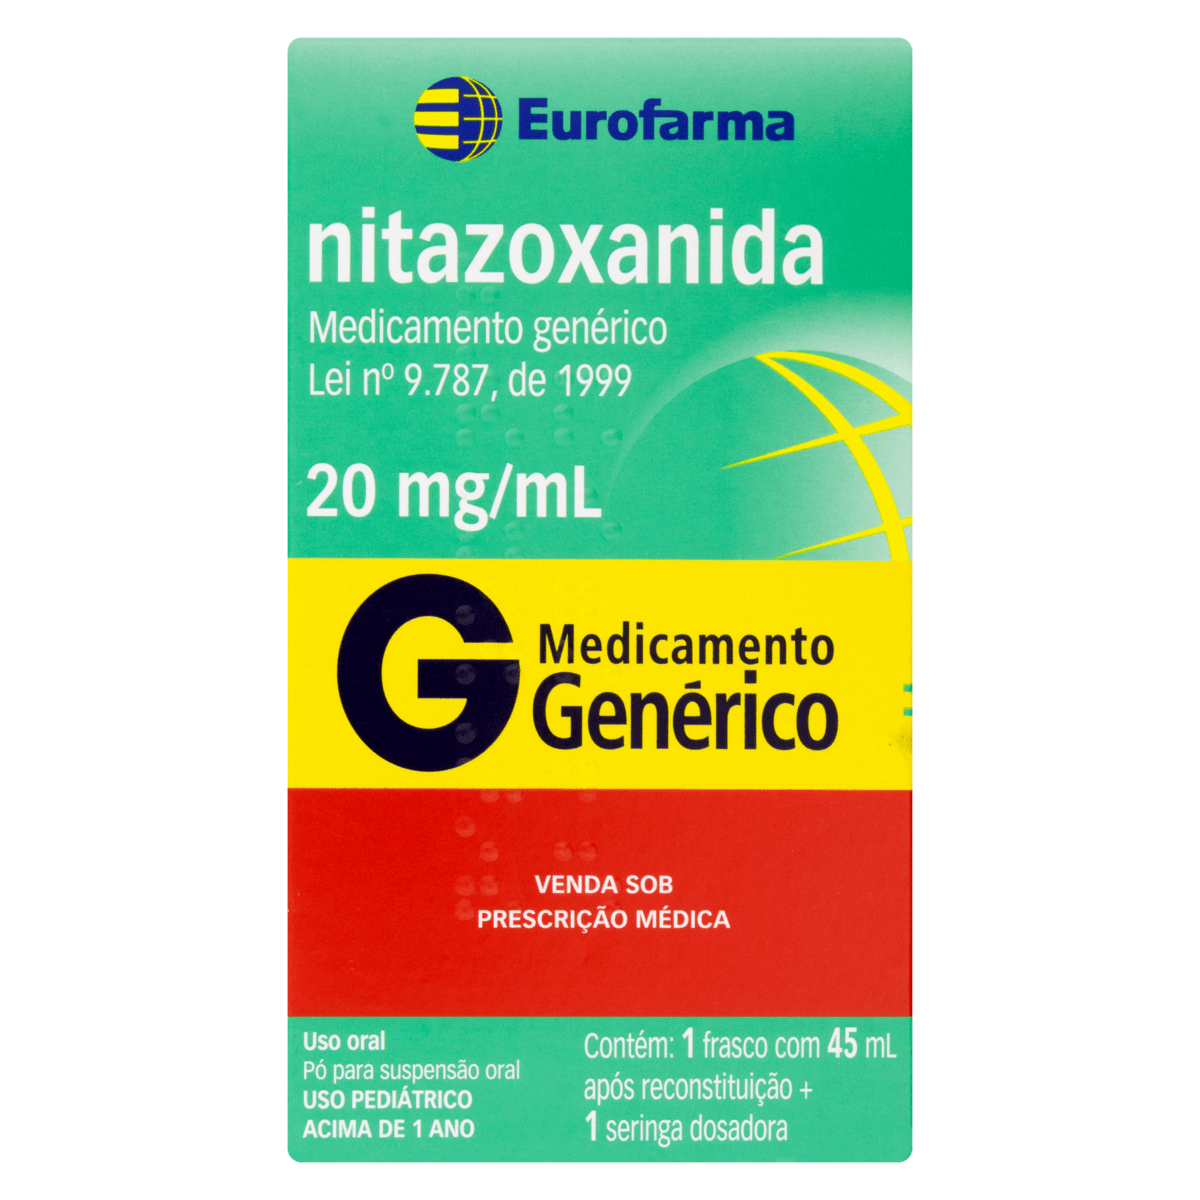 Eurofarma
nitazoxanida
Medicamento genérico
Lei nº 9.787, de 1999
20 mg/mL
G Medicamento
Genérico
VENDA SOB
PRESCRIÇÃO MÉDICA
Uso oral
Pó para suspensão oral
USO PEDIÁTRICO
ACIMA DE 1 ANO
Contém: 1 frasco com 45 mL
após reconstituição +
1 seringa dosadora